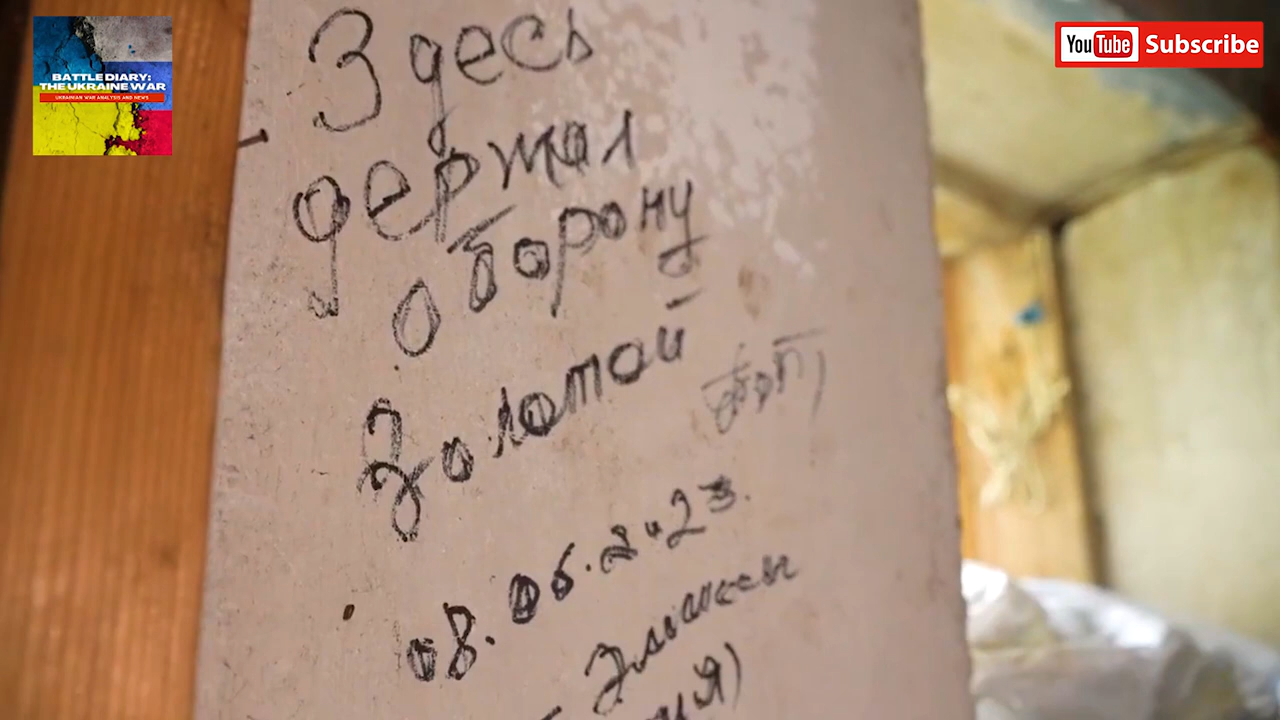 BATTLE DIARY:
THE UKRAINE WAR
UKRAINIAN WAR ANALYSIS AND NEWS
YouTube Subscribe
Здесь
держал
оборону
Золотой
08.06.2023.